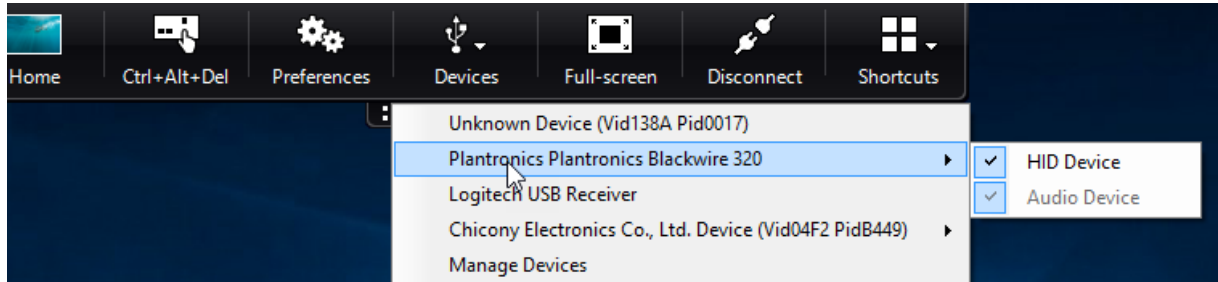 Home Ctrl+Alt+Del Preferences Devices Full-screen Disconnect Shortcuts
Unknown Device (Vid138A Pid0017)
Plantronics Plantronics Blackwire 320
HID Device
Logitech USB Receiver
Audio Device
Chicony Electronics Co., Ltd. Device (Vid04F2 PidB449)
Manage Devices